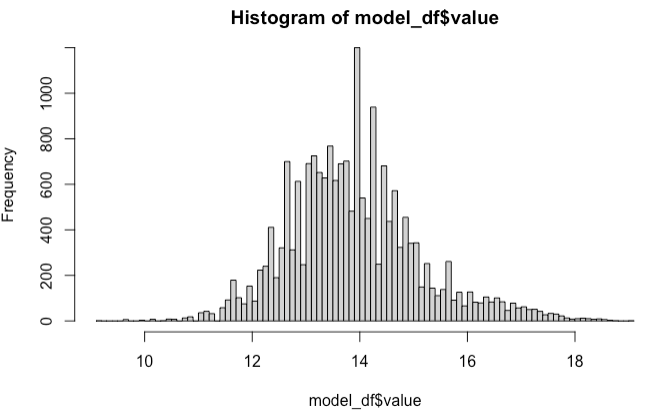 Histogram of model_df$value
Frequency
0 200 400 600 800 1000
10 12 14 16 18
model_df$value